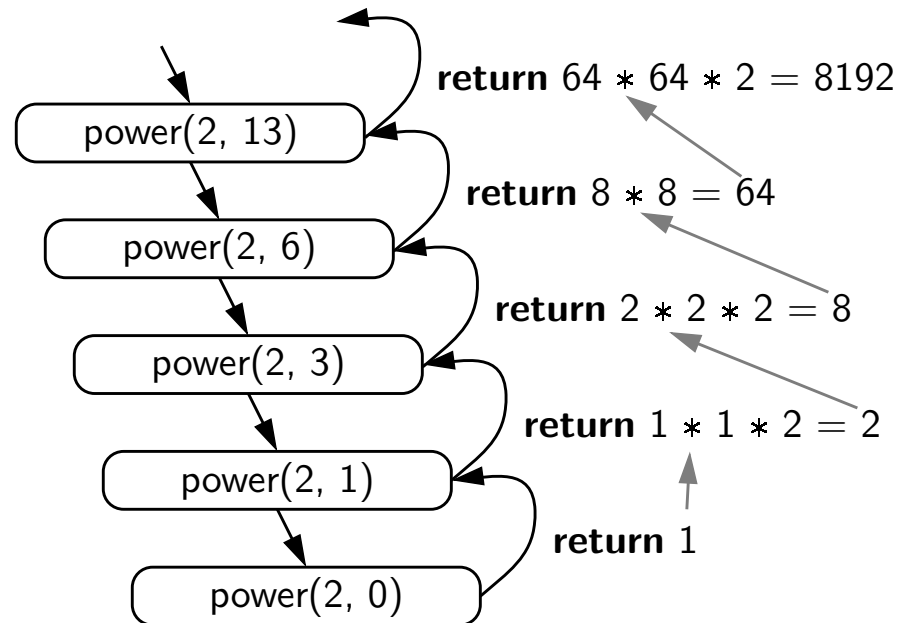 return 64 * 64 * 2 = 8192
power(2, 13)
return 8 * 8 = 64
power(2, 6)
return 2 * 2 * 2 = 8
power(2, 3)
return 1 * 1 * 2 = 2
power(2, 1)
return 1
power(2, 0)